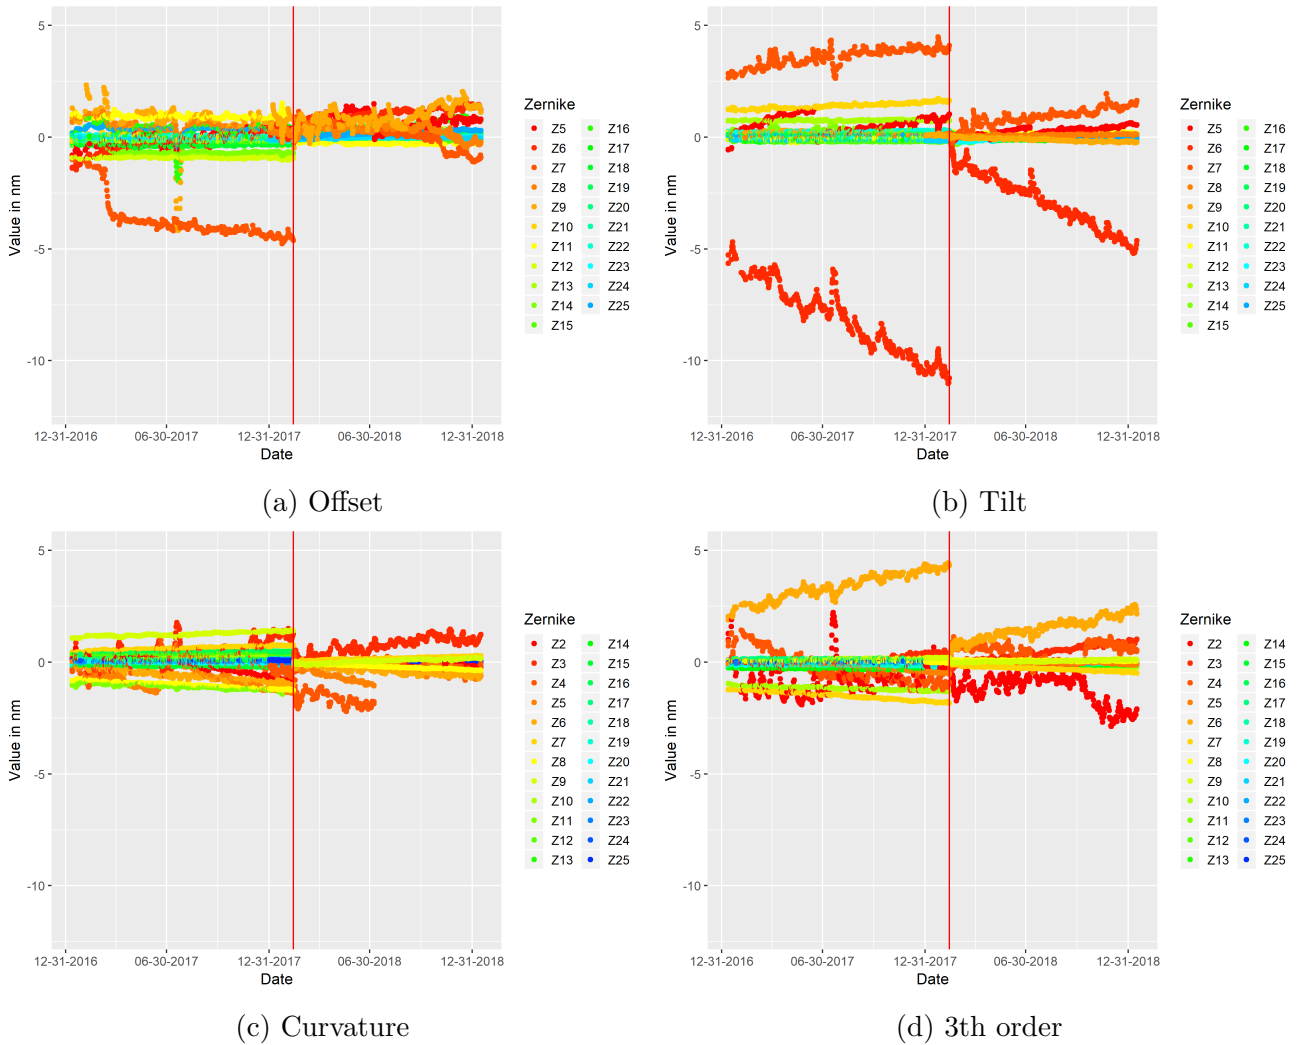 5
0
-5
-10
Value in nm
12-31-2016 06-30-2017 12-31-2017 06-30-2018 12-31-2018
Date
Zernike
Z5 Z16
Z6 Z17
Z7 Z18
Z8 Z19
Z9 Z20
Z10 Z21
Z11 Z22
Z12 Z23
Z13 Z24
Z14 Z25
Z15
(a) Offset
5
0
-5
-10
Value in nm
12-31-2016 06-30-2017 12-31-2017 06-30-2018 12-31-2018
Date
Zernike
Z5 Z16
Z6 Z17
Z7 Z18
Z8 Z19
Z9 Z20
Z10 Z21
Z11 Z22
Z12 Z23
Z13 Z24
Z14 Z25
Z15
(b) Tilt
5
0
-5
-10
Value in nm
12-31-2016 06-30-2017 12-31-2017 06-30-2018 12-31-2018
Date
Zernike
Z2 Z14
Z3 Z15
Z4 Z16
Z5 Z17
Z6 Z18
Z7 Z19
Z8 Z20
Z9 Z21
Z10 Z22
Z11 Z23
Z12 Z24
Z13 Z25
(c) Curvature
5
0
-5
-10
Value in nm
12-31-2016 06-30-2017 12-31-2017 06-30-2018 12-31-2018
Date
Zernike
Z2 Z14
Z3 Z15
Z4 Z16
Z5 Z17
Z6 Z18
Z7 Z19
Z8 Z20
Z9 Z21
Z10 Z22
Z11 Z23
Z12 Z24
Z13 Z25
(d) 3th order